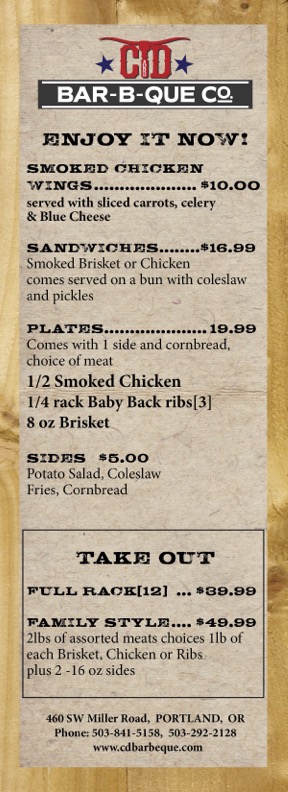 CD
BAR-B-QUE CO.
ENJOY IT NOW!
SMOKED CHICKEN
WINGS.................... $10.00
served with sliced carrots, celery
& Blue Cheese
SANDWICHES........$16.99
Smoked Brisket or Chicken
comes served on a bun with coleslaw
and pickles
PLATES.................... 19.99
Comes with 1 side and cornbread,
choice of meat
1/2 Smoked Chicken
1/4 rack Baby Back ribs[3]
8 oz Brisket
SIDES $5.00
Potato Salad, Coleslaw
Fries, Cornbread
TAKE OUT
FULL RACK[12] ... $39.99
FAMILY STYLE.... $49.99
2lbs of assorted meats choices 1lb of
each Brisket, Chicken or Ribs
plus 2 -16 oz sides
460 SW Miller Road, PORTLAND, OR
Phone: 503-841-5158, 503-292-2128
www.cdbarbeque.com